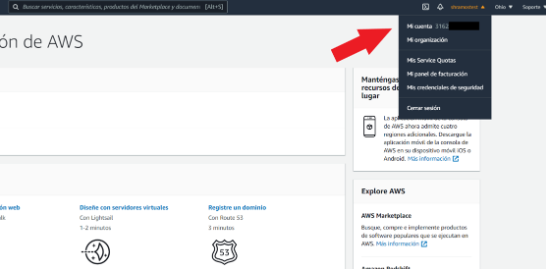 Buscar servicios, características, productos del Marketplace y documen [Alt+S]
Ohio ▼ Soporte ▼
ón de AWS
Mi cuenta 3162
Mi organización
Mis Service Quotas
Mi panel de facturación
Mis credenciales de seguridad
Cerrar sesión
Manténgas
recursos de
lugar
La ap
de AWS ahora admite cuatro
regiones adicionales. Descargue la
aplicación móvil de la consola de
AWS en su dispositivo móvil iOS o
Android. Más información
ón web
Diseñe con servidores virtuales
Registre un dominio
lk
Con Lightsail
Con Route 53
1-2 minutos
3 minutos
53
Explore AWS
AWS Marketplace
Busque, compre e implemente productos
de software populares que se ejecutan en
AWS. Más información
Amazon Redshift